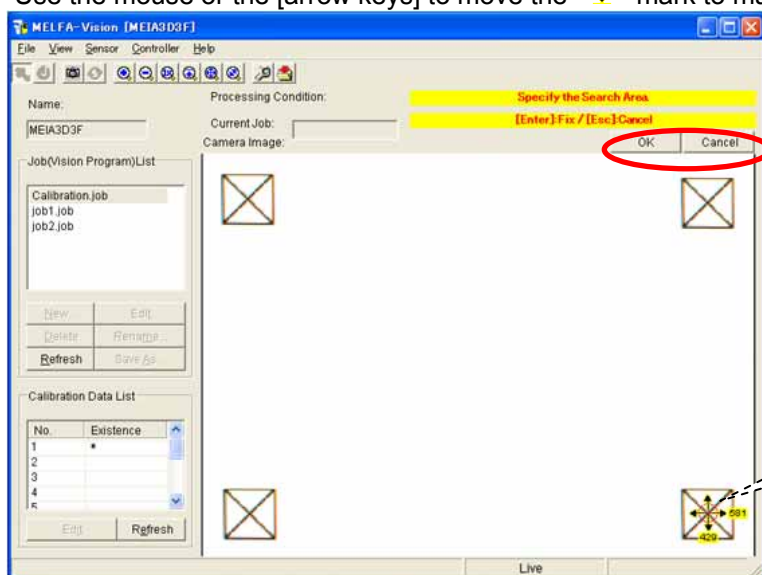 Use the mouse or the [arrow keys] to move the mark to ma
MELFA-Vision [MEIA3D3F]
File View Sensor Controller Help
Name:
MEIA3D3F
Processing Condition:
Current Job:
Camera Image:
Specify the Search Area.
[Enter]:Fix / [Esc]:Cancel
OK Cancel
Job(Vision Program)List
Calibration.job
job1.job
job2.job
New Edit
Delete Rename...
Refresh Save As
Calibration Data List
No. Existence
1 *
2
3
4
5
Edit Refresh
581
429
Live